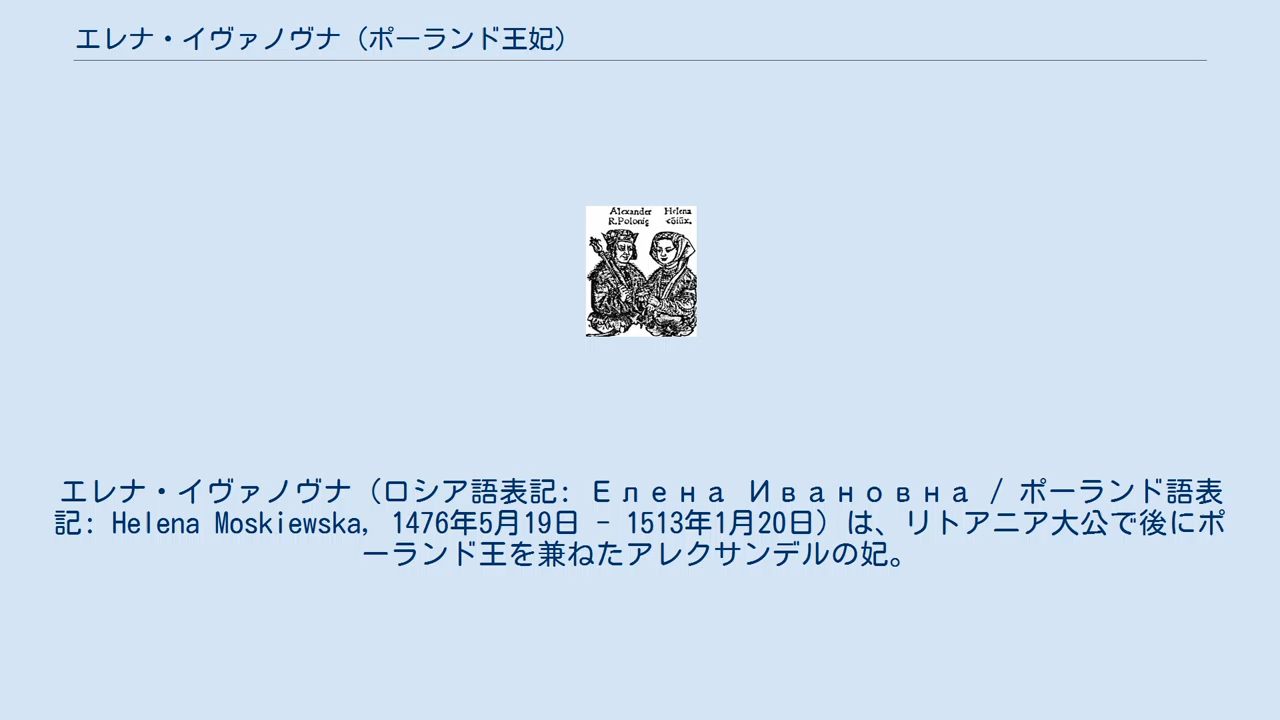 エレナ・イヴァノヴナ（ポーランド王妃）
Alexander Helena
R.Polonię cōiūx.
エレナ・イヴァノヴナ（ロシア語表記: Елена Ивановна / ポーランド語表
記: Helena Moskiewska, 1476年5月19日 – 1513年1月20日）は、リトアニア大公で後にポ
ーランド王を兼ねたアレクサンデルの妃。